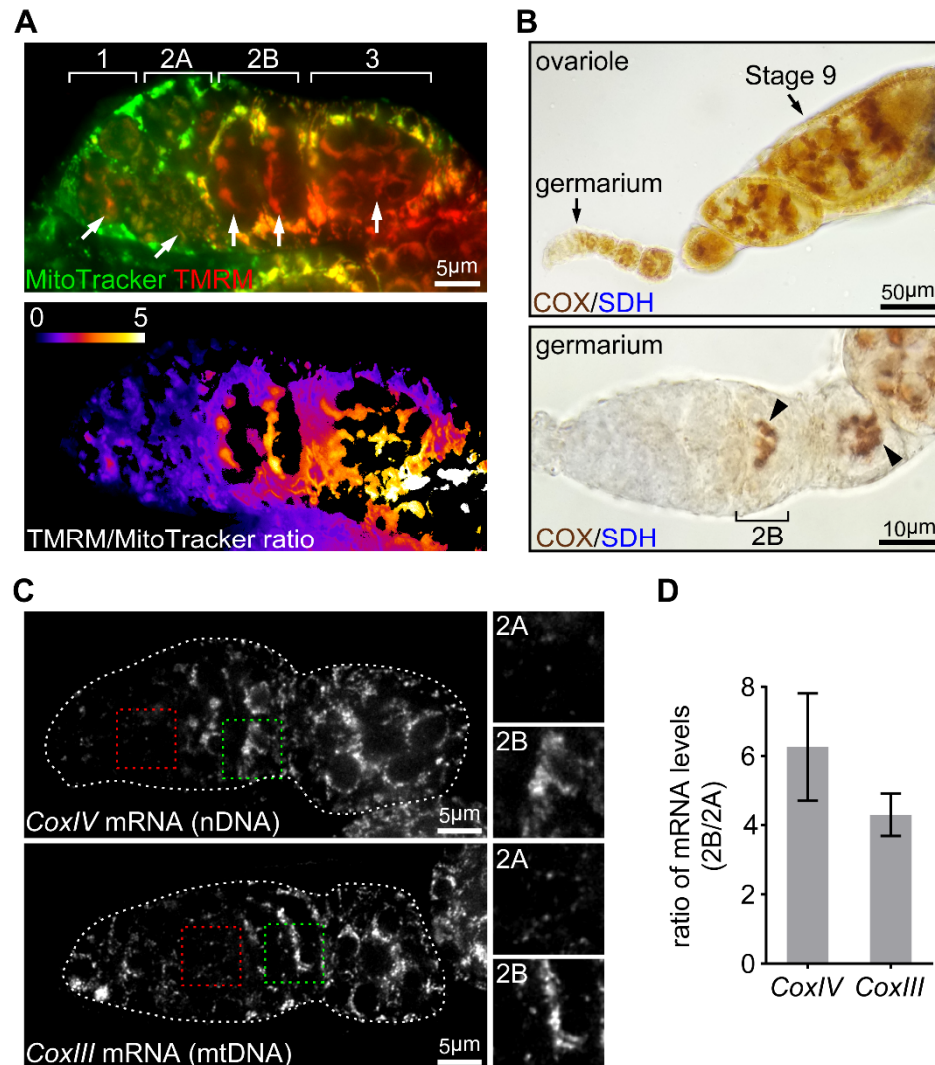 A
1 2A 2B 3
MitoTracker TMRM
5µm
0 5
TMRM/MitoTracker ratio
B
ovariole
Stage 9
germarium
COX/SDH
50µm
germarium
COX/SDH
2B
10µm
C
CoxIV mRNA (nDNA)
5µm
2A
2B
CoxIII mRNA (mtDNA)
5µm
2A
2B
D
ratio of mRNA levels
(2B/2A)
8
6
4
2
0
CoxIV CoxIII